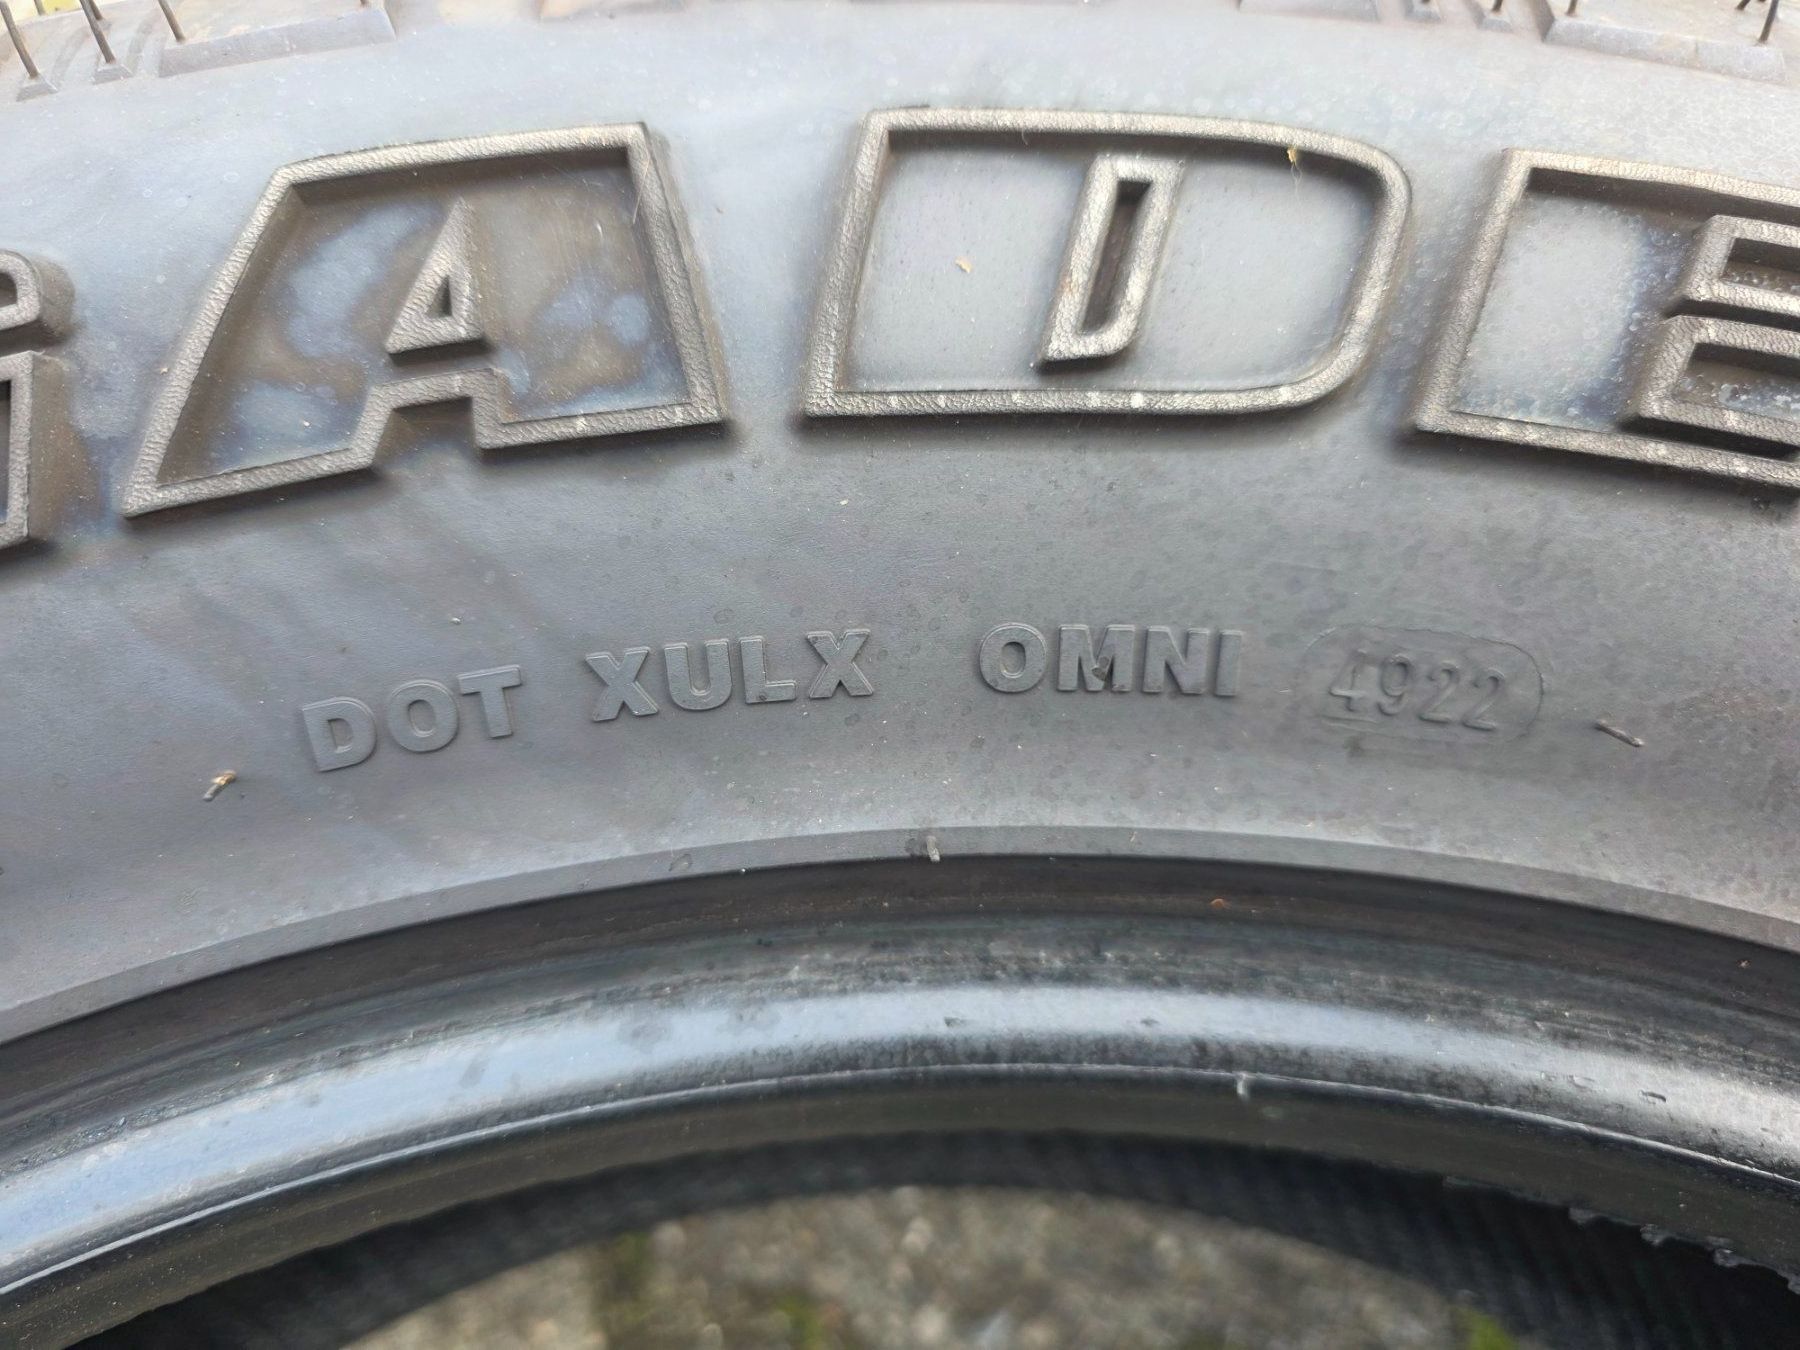 ADE
DOT XULX OMNI 4922